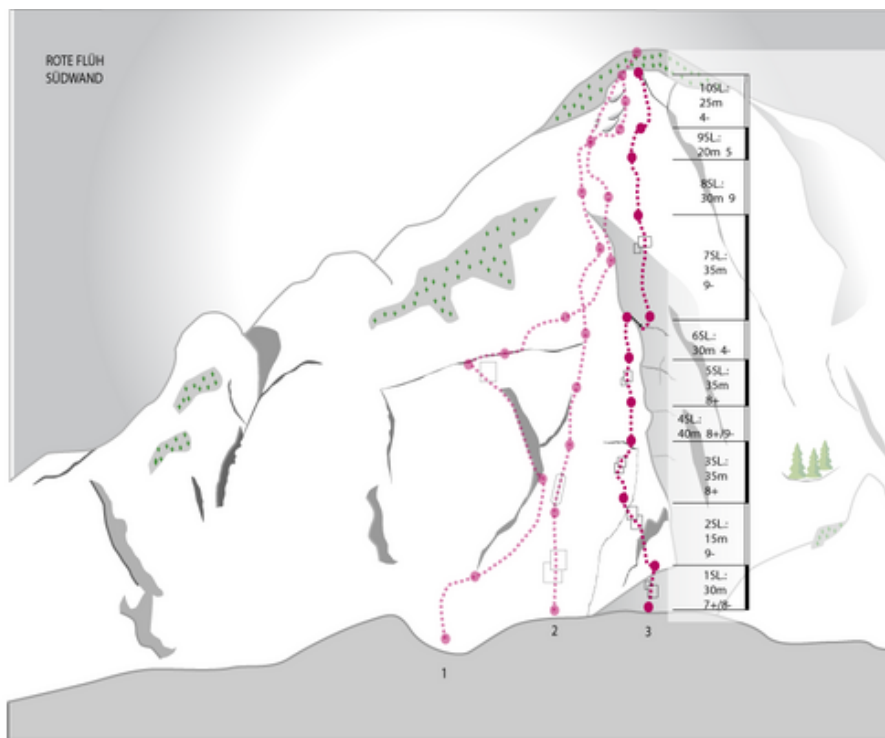 ROTE FLÜH
SÜDWAND
10SL.:
25m
4-
9SL.:
20m 5
8SL.:
30m 9
7SL.:
35m
9-
6SL.:
30m 4-
5SL.:
35m
8+
4SL.:
40m 8+/9-
3SL.:
35m
8+
2SL.:
15m
9-
1SL.:
30m
7+/8-
1
2
3